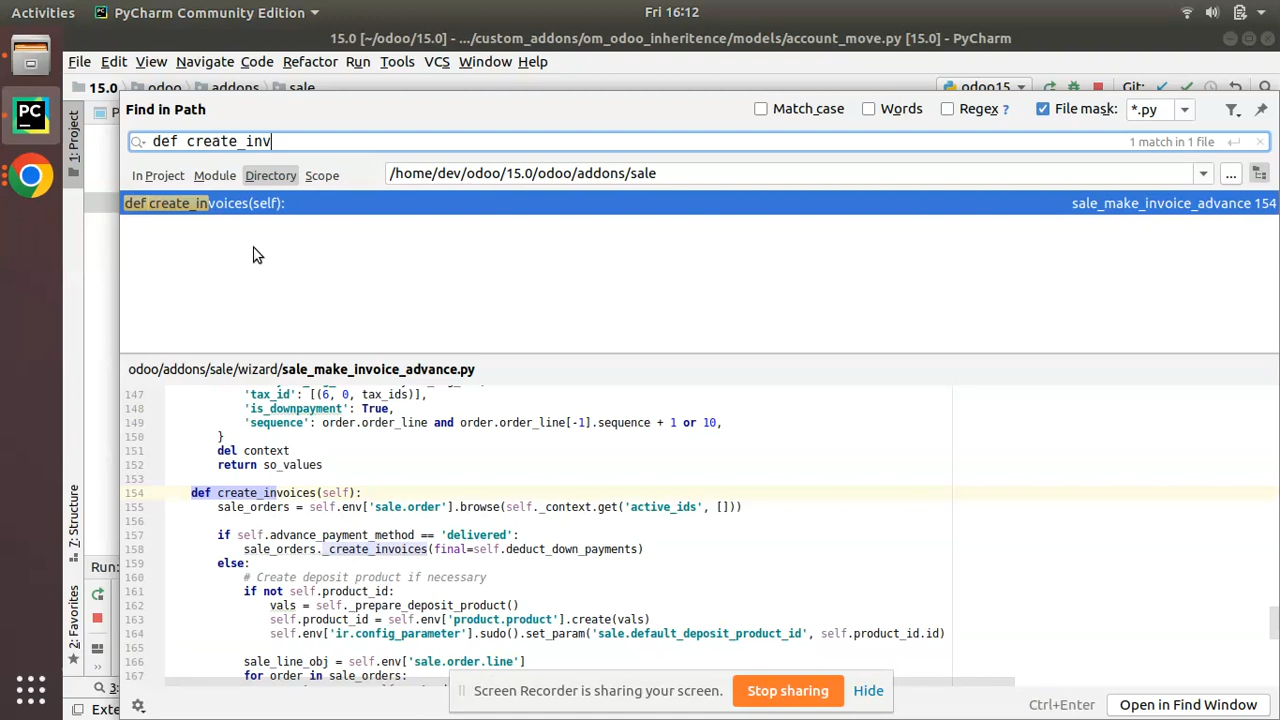 Activities PyCharm Community Edition Fri 16:12
15.0 [~/odoo/15.0] - .../custom_addons/om_odoo_inheritence/models/account_move.py [15.0] - PyCharm
File Edit View Navigate Code Refactor Run Tools VCS Window Help
15.0 odoo addons sale odoo15 Git:
Find in Path Match case Words Regex ? File mask: *.py
def create_inv 1 match in 1 file
In Project Module Directory Scope /home/dev/odoo/15.0/odoo/addons/sale ...
def create_invoices(self): sale_make_invoice_advance 154
odoo/addons/sale/wizard/sale_make_invoice_advance.py
147 'tax_id': [(6, 0, tax_ids)],
148 'is_downpayment': True,
149 'sequence': order.order_line and order.order_line[-1].sequence + 1 or 10,
150 }
151 del context
152 return so_values
153
154 def create_invoices(self):
155 sale_orders = self.env['sale.order'].browse(self._context.get('active_ids', []))
156
157 if self.advance_payment_method == 'delivered':
158 sale_orders._create_invoices(final=self.deduct_down_payments)
159 else:
160 # Create deposit product if necessary
161 if not self.product_id:
162 vals = self._prepare_deposit_product()
163 self.product_id = self.env['product.product'].create(vals)
164 self.env['ir.config_parameter'].sudo().set_param('sale.default_deposit_product_id', self.product_id.id)
165
166 sale_line_obj = self.env['sale.order.line']
167 for order in sale_orders:
1: Project
7: Structure
2: Favorites
Run:
3:
Exte
Screen Recorder is sharing your screen. Stop sharing Hide
Ctrl+Enter Open in Find Window